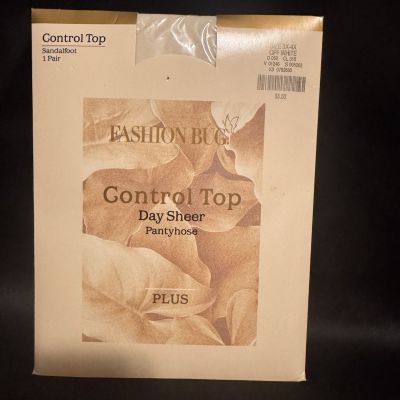 Control Top
Sandalfoot
1 Pair
SIZE 3X-4X
OFF WHITE
$5.50
FASHION BUG
Control Top
Day Sheer
Pantyhose
PLUS